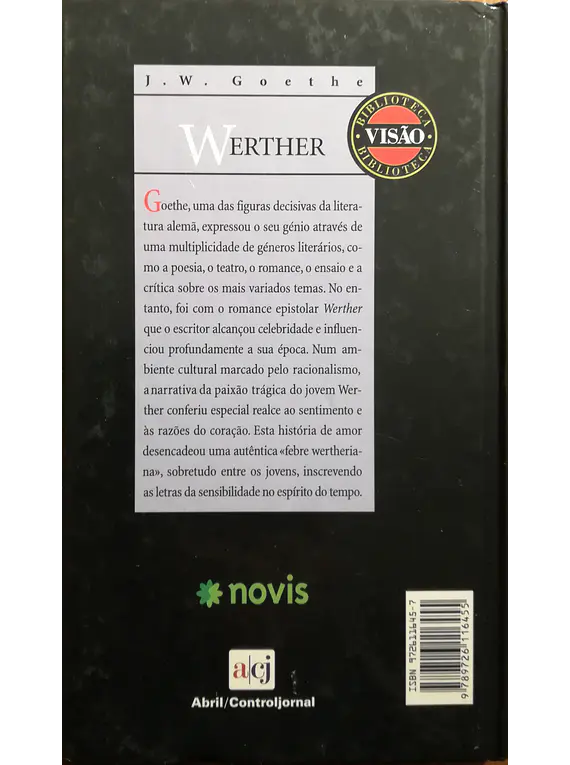 J. W. Goethe
WERTHER
BIBLIOTECA
VISÃO
BIBLIOTECA
Goethe, uma das figuras decisivas da litera-
tura alemã, expressou o seu génio através de
uma multiplicidade de géneros literários, co-
mo a poesia, o teatro, o romance, o ensaio e a
crítica sobre os mais variados temas. No en-
tanto, foi com o romance epistolar Werther
que o escritor alcançou celebridade e influen-
ciou profundamente a sua época. Num am-
biente cultural marcado pelo racionalismo,
a narrativa da paixão trágica do jovem Wer-
ther conferiu especial realce ao sentimento e
às razões do coração. Esta história de amor
desencadeou uma autêntica «febre wertheria-
na», sobretudo entre os jovens, inscrevendo
as letras da sensibilidade no espírito do tempo.
novis
a/cj
Abril/Controljornal
ISBN 972611645-7
9 789726 116455